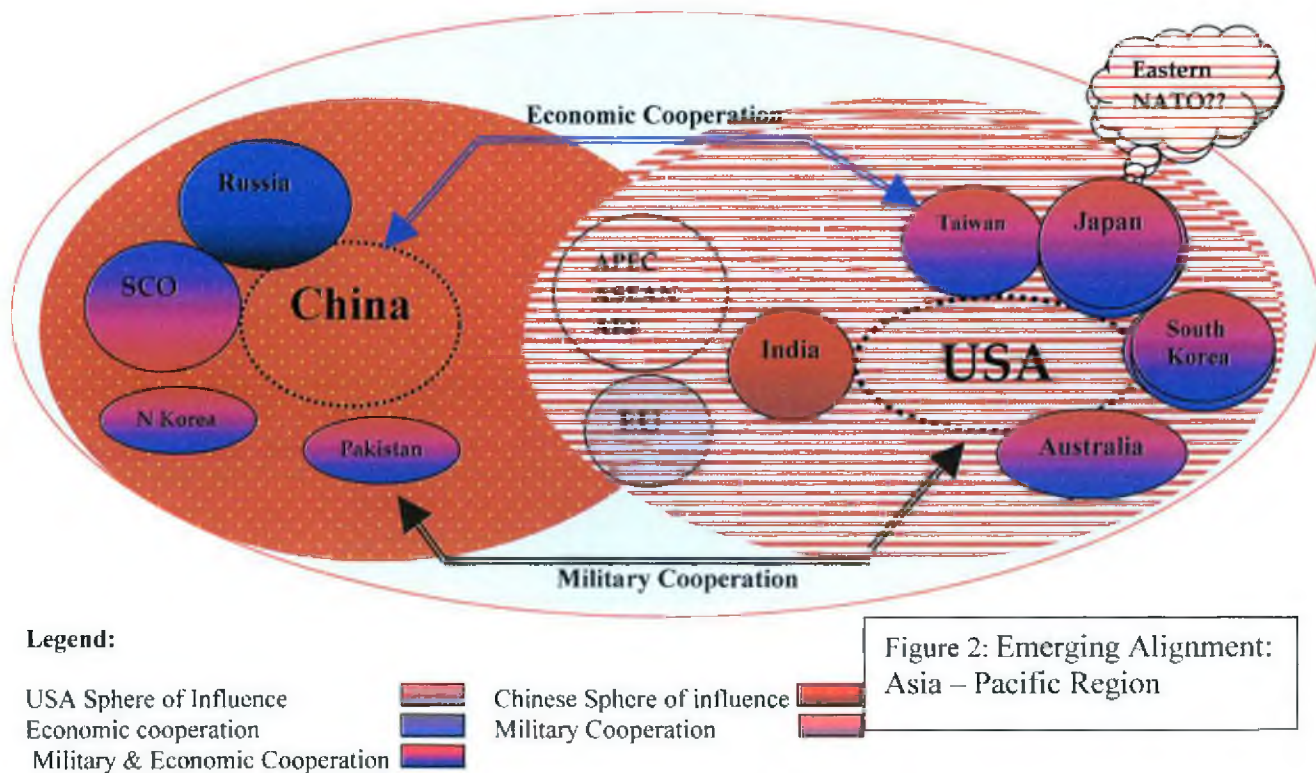 Eastern
NATO??
Economic Cooperation
Russia
Taiwan
Japan
SCO
China
APEC
India
USA
South
Korea
N Korea
Pakistan
Australia
Military Cooperation
Legend:
Figure 2: Emerging Alignment:
Asia – Pacific Region
USA Sphere of Influence
Chinese Sphere of influence
Economic cooperation
Military Cooperation
Military & Economic Cooperation